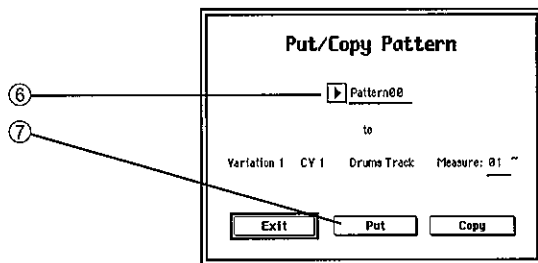 Put/Copy Pattern
⑥ Pattern00
⑦
to
Variation 1 CY 1 Drums Track Measure: 01 ~
Exit Put Copy